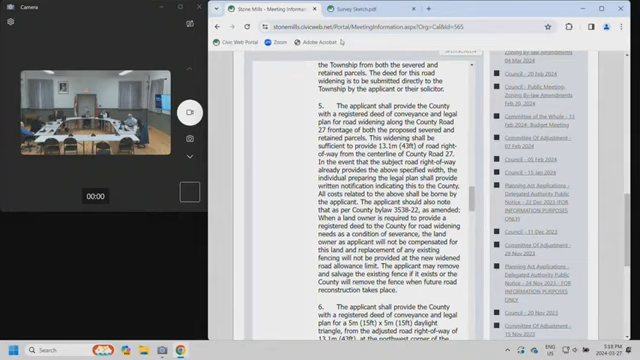 Camera
00:00
Stone Mills - Meeting Informatio
Survey Sketch.pdf
stonemills.civicweb.net/Portal/MeetingInformation.aspx?Org=Cal&Id=565
Civic Web Portal
Zoom
Adobe Acrobat
the Township from both the severed and
retained parcels. The deed for this road
widening is to be submitted directly to the
Township by the applicant or their solicitor.
5. The applicant shall provide the County
with a registered deed of conveyance and legal
plan for road widening along the County Road
27 frontage of both the proposed severed and
retained parcels. This widening shall be
sufficient to provide 13.1m (43ft) of road right-
of-way from the centerline of County Road 27.
In the event that the subject road right-of-way
already provides the above specified width, the
individual preparing the legal plan shall provide
written notification indicating this to the County.
All costs related to the above shall be borne by
the applicant. The applicant should also note
that as per County bylaw 3538-22, as amended:
When a land owner is required to provide a
registered deed to the County for road widening
needs as a condition of severance, the land
owner as applicant will not be compensated for
this land and replacement of any existing
fencing will not be provided at the new widened
road allowance limit. The applicant may remove
and salvage the existing fence if it exists or the
County will remove the fence when future road
reconstruction takes place.
6. The applicant shall provide the County
with a registered deed of conveyance and legal
plan for a 5m (15ft) x 5m (15ft) daylight
triangle, from the adjusted road right-of-way of
13.1m (43ft), at the northwest corner of the
Zoning By-law Amendments
04 Mar 2024
Council - 20 Feb 2024
Council - Public Meeting-
Zoning By-law Amendments
Feb 20, 2024
Committee of the Whole - 13
Feb 2024: Budget Meeting
Committee Of Adjustment -
07 Feb 2024
Council - 05 Feb 2024
Council - 15 Jan 2024
Planning Act Applications -
Delegated Authority Public
Notice - 22 Dec 2023 (FOR
INFORMATION PURPOSES
ONLY)
Council - 11 Dec 2023
Committee Of Adjustment -
29 Nov 2023
Planning Act Applications -
Delegated Authority Public
Notice - 24 Nov 2023 (FOR
INFORMATION PURPOSES
ONLY)
Council - 20 Nov 2023
Committee Of Adjustment -
Search
ENG
US
5:59 PM
2024-03-27